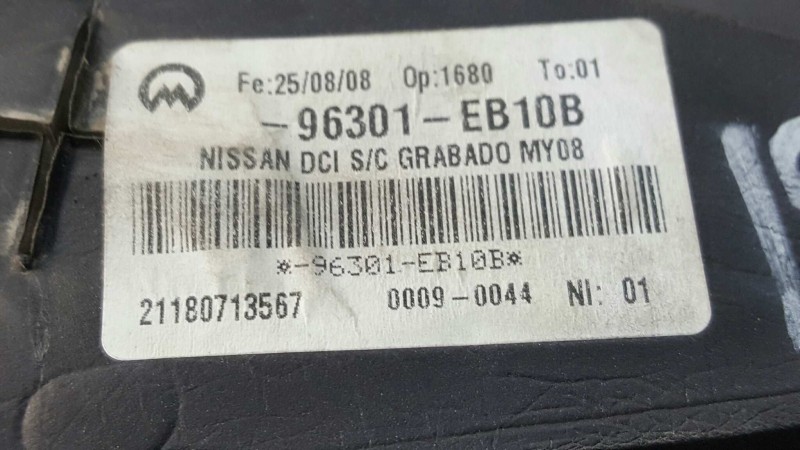 Fe:25/08/08 Op:1680 To:01
-96301-EB10B
NISSAN DCI S/C GRABADO MY08
*-96301-EB10B*
21180713567 0009-0044 NI: 01